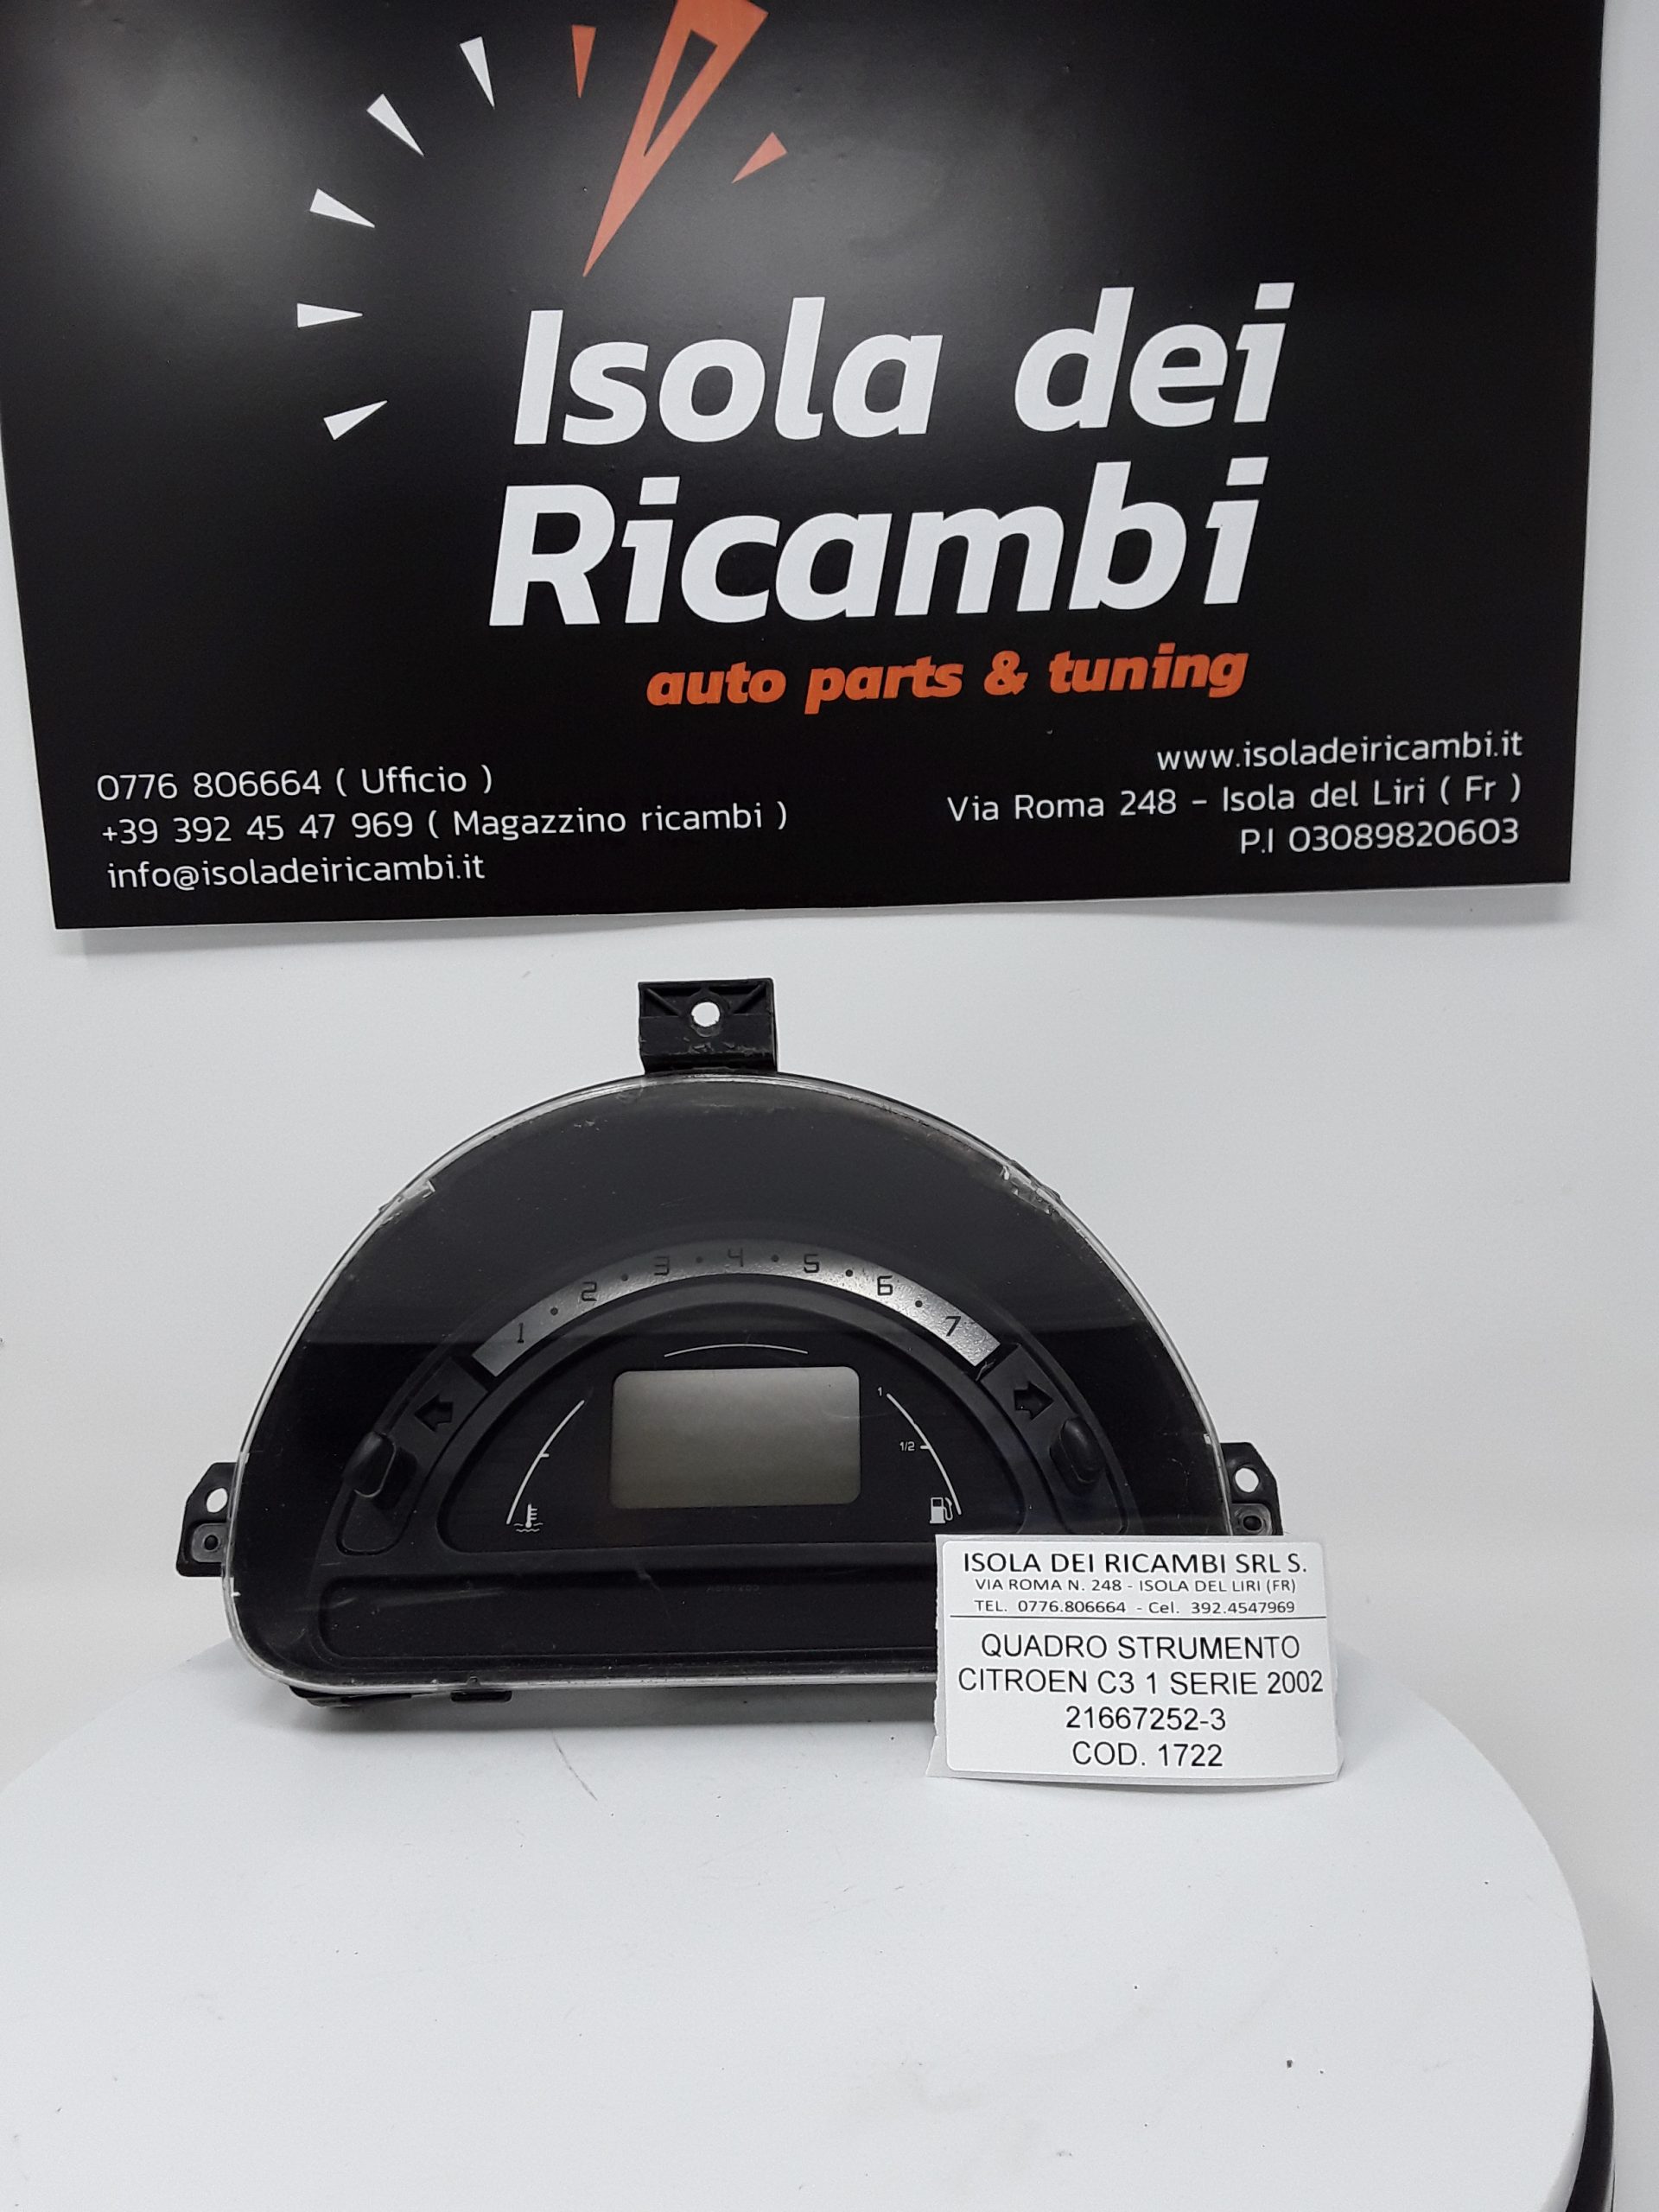 Isola dei
Ricambi
auto parts & tuning
0776 806664 ( Ufficio )
+39 392 45 47 969 ( Magazzino ricambi )
info@isoladeiricambi.it
www.isoladeiricambi.it
Via Roma 248 - Isola del Liri ( Fr )
P.I 03089820603
1 2 3 4 5 6 7
1
1/2
ISOLA DEI RICAMBI SRL S.
VIA ROMA N. 248 - ISOLA DEL LIRI (FR)
TEL. 0776.806664 - Cel. 392.4547969
QUADRO STRUMENTO
CITROEN C3 1 SERIE 2002
21667252-3
COD. 1722